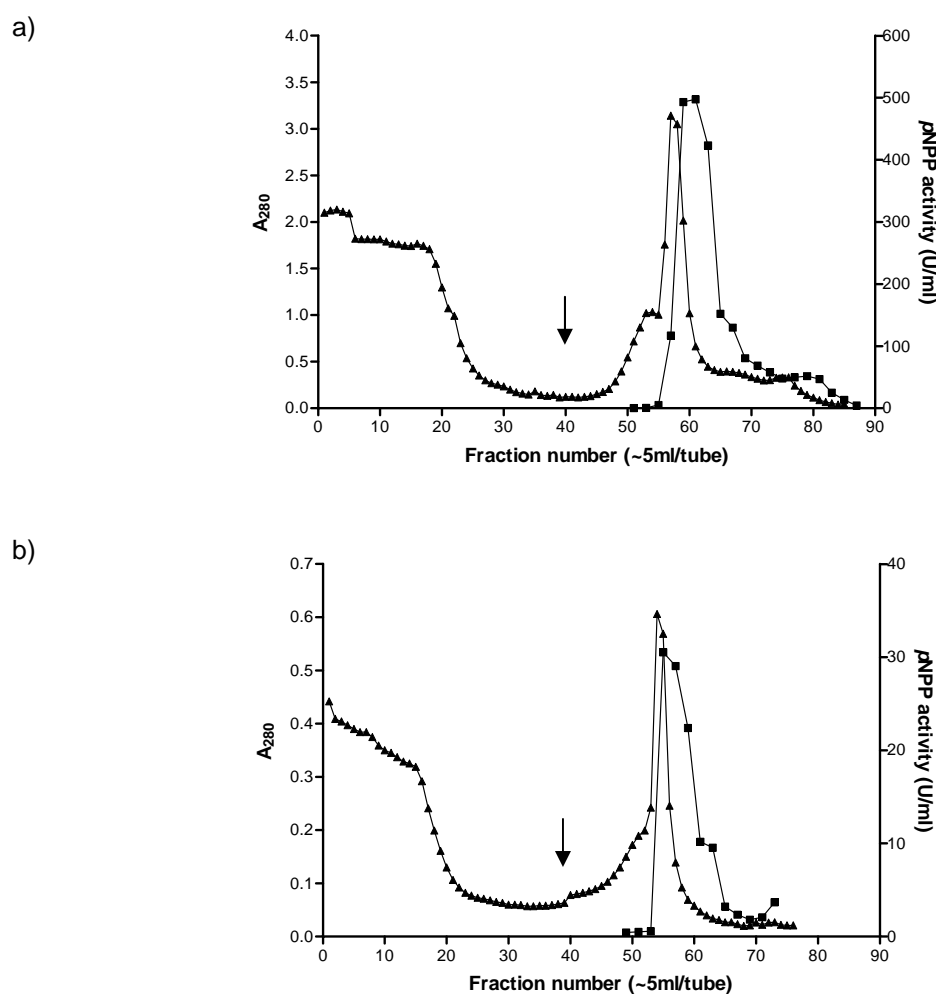 a)
4.0
3.5
3.0
2.5
2.0
1.5
1.0
0.5
0.0
A280
600
500
400
300
200
100
0
pNPP activity (U/ml)
0 10 20 30 40 50 60 70 80 90
Fraction number (~5ml/tube)
b)
0.7
0.6
0.5
0.4
0.3
0.2
0.1
0.0
A280
40
30
20
10
0
pNPP activity (U/ml)
0 10 20 30 40 50 60 70 80 90
Fraction number (~5ml/tube)